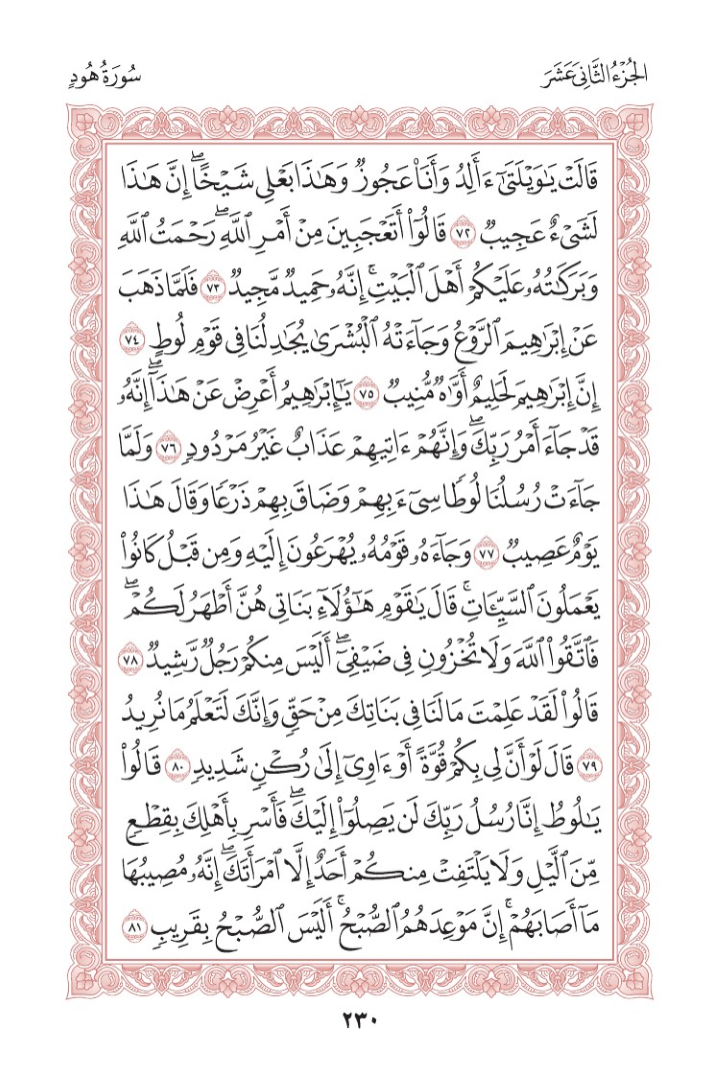 الجُزْءُ الثَّانِي عَشَرَ
سُورَةُ هُودٍ
قَالَتۡ يَٰوَيۡلَتَىٰٓ ءَأَلِدُ وَأَنَا۠ عَجُوزٞ وَهَٰذَا بَعۡلِي شَيۡخًاۖ إِنَّ هَٰذَا
لَشَيۡءٌ عَجِيبٞ ٧٢ قَالُوٓاْ أَتَعۡجَبِينَ مِنۡ أَمۡرِ ٱللَّهِۖ رَحۡمَتُ ٱللَّهِ
وَبَرَكَٰتُهُۥ عَلَيۡكُمۡ أَهۡلَ ٱلۡبَيۡتِۚ إِنَّهُۥ حَمِيدٞ مَّجِيدٞ ٧٣ فَلَمَّا ذَهَبَ
عَنۡ إِبۡرَٰهِيمَ ٱلرَّوۡعُ وَجَآءَتۡهُ ٱلۡبُشۡرَىٰ يُجَٰدِلُنَا فِي قَوۡمِ لُوطٍ ٧٤
إِنَّ إِبۡرَٰهِيمَ لَحَلِيمٌ أَوَّٰهٞ مُّنِيبٞ ٧٥ يَٰٓإِبۡرَٰهِيمُ أَعۡرِضۡ عَنۡ هَٰذَآۖ إِنَّهُۥ
قَدۡ جَآءَ أَمۡرُ رَبِّكَۖ وَإِنَّهُمۡ ءَاتِيهِمۡ عَذَابٌ غَيۡرُ مَرۡدُودٖ ٧٦ وَلَمَّا
جَآءَتۡ رُسُلُنَا لُوطٗا سِيٓءَ بِهِمۡ وَضَاقَ بِهِمۡ ذَرۡعٗا وَقَالَ هَٰذَا
يَوۡمٌ عَصِيبٞ ٧٧ وَجَآءَهُۥ قَوۡمُهُۥ يُهۡرَعُونَ إِلَيۡهِ وَمِن قَبۡلُ كَانُواْ
يَعۡمَلُونَ ٱلسَّيِّـَٔاتِۚ قَالَ يَٰقَوۡمِ هَٰٓؤُلَآءِ بَنَاتِي هُنَّ أَطۡهَرُ لَكُمۡۖ
فَٱتَّقُواْ ٱللَّهَ وَلَا تُخۡزُونِ فِي ضَيۡفِيٓۖ أَلَيۡسَ مِنكُمۡ رَجُلٞ رَّشِيدٞ ٧٨
قَالُواْ لَقَدۡ عَلِمۡتَ مَا لَنَا فِي بَنَاتِكَ مِنۡ حَقّٖ وَإِنَّكَ لَتَعۡلَمُ مَا نُرِيدُ
٧٩ قَالَ لَوۡ أَنَّ لِي بِكُمۡ قُوَّةً أَوۡ ءَاوِيٓ إِلَىٰ رُكۡنٖ شَدِيدٖ ٨٠ قَالُواْ
يَٰلُوطُ إِنَّا رُسُلُ رَبِّكَ لَن يَصِلُوٓاْ إِلَيۡكَۖ فَأَسۡرِ بِأَهۡلِكَ بِقِطۡعٖ
مِّنَ ٱلَّيۡلِ وَلَا يَلۡتَفِتۡ مِنكُمۡ أَحَدٌ إِلَّا ٱمۡرَأَتَكَۖ إِنَّهُۥ مُصِيبُهَا
مَآ أَصَابَهُمۡۚ إِنَّ مَوۡعِدَهُمُ ٱلصُّبۡحُۚ أَلَيۡسَ ٱلصُّبۡحُ بِقَرِيبٖ ٨١
٢٣٠